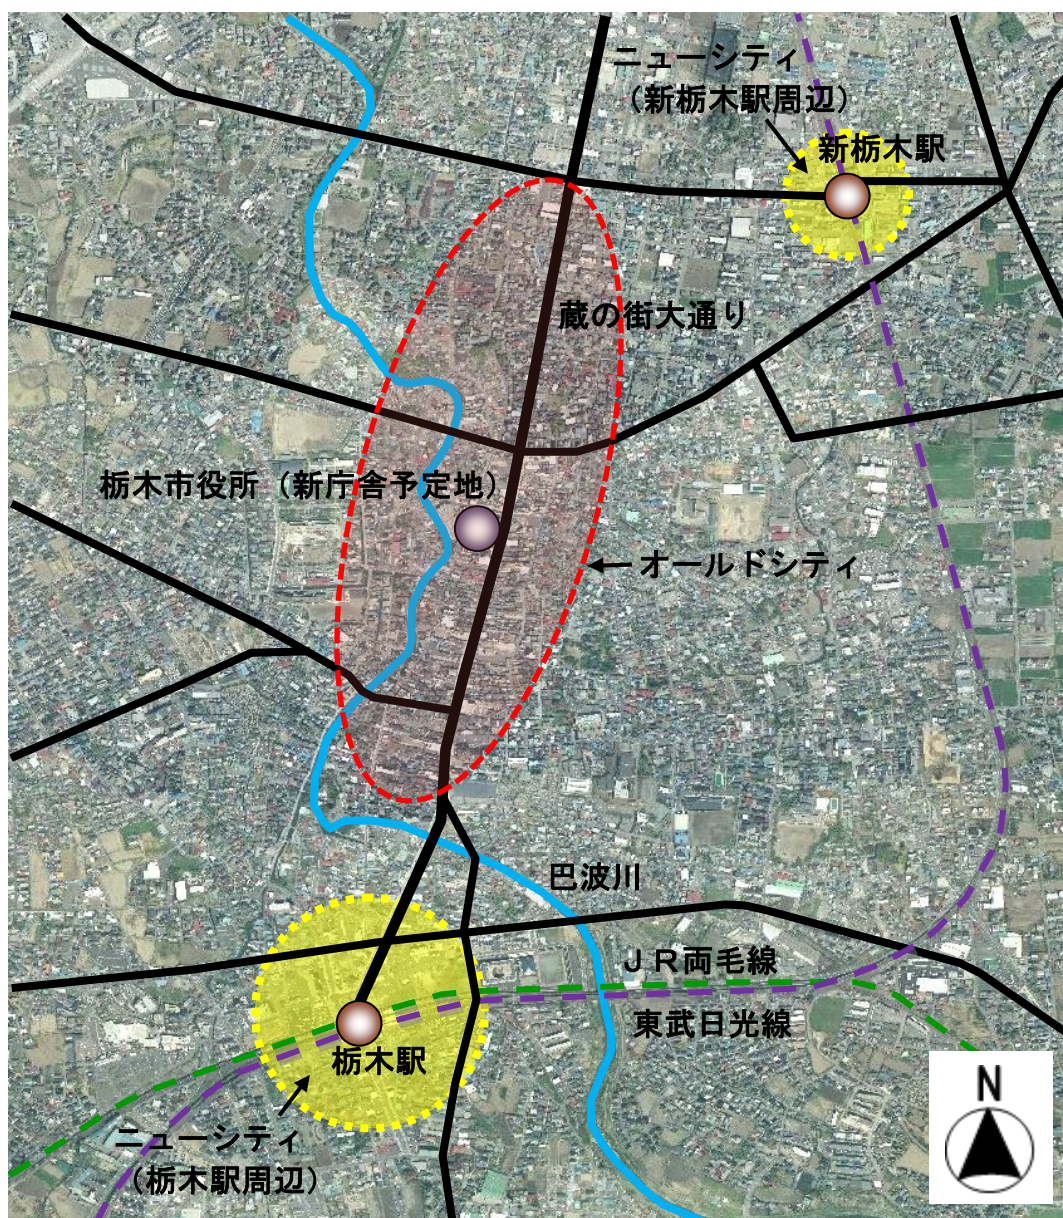 ニューシティ
（新栃木駅周辺）
新栃木駅
蔵の街大通り
栃木市役所（新庁舎予定地）
オールドシティ
巴波川
ＪＲ両毛線
東武日光線
栃木駅
ニューシティ
（栃木駅周辺）
N